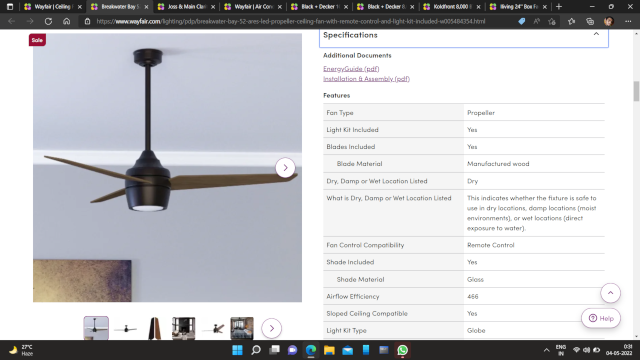 Wayfair | Ceiling F
Breakwater Bay 52
Joss & Main Clark
Wayfair | Air Con
Black + Decker 1
Black + Decker 8
Koldfront 8,000 B
living 24" Box F
https://www.wayfair.com/lighting/pdp/breakwater-bay-52-ares-led-propeller-ceiling-fan-with-remote-control-and-light-kit-included-w005484354.html
Sale
Specifications
Additional Documents
EnergyGuide (pdf)
Installation & Assembly (pdf)
Features
Fan Type Propeller
Light Kit Included Yes
Blades Included Yes
Blade Material Manufactured wood
Dry, Damp or Wet Location Listed Dry
What is Dry, Damp or Wet Location Listed This indicates whether the fixture is safe to
use in dry locations, damp locations (moist
environments), or wet locations (direct
exposure to water).
Fan Control Compatibility Remote Control
Shade Included Yes
Shade Material Glass
Airflow Efficiency 466
Sloped Ceiling Compatible Yes
Light Kit Type Globe
Help
27°C
Haze
ENG
IN
0:31
04-05-2022